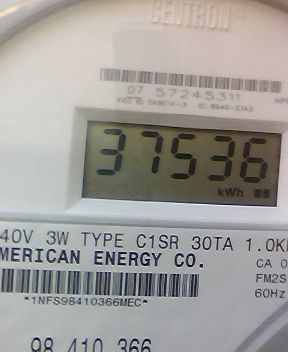 CENTRON®
07 57245311
37536
kWh
40V 3W TYPE C1SR 30TA 1.0K
MERICAN ENERGY CO.
CA 0
FM2S
60Hz
*1NFS98410366MEC*
98 410 366